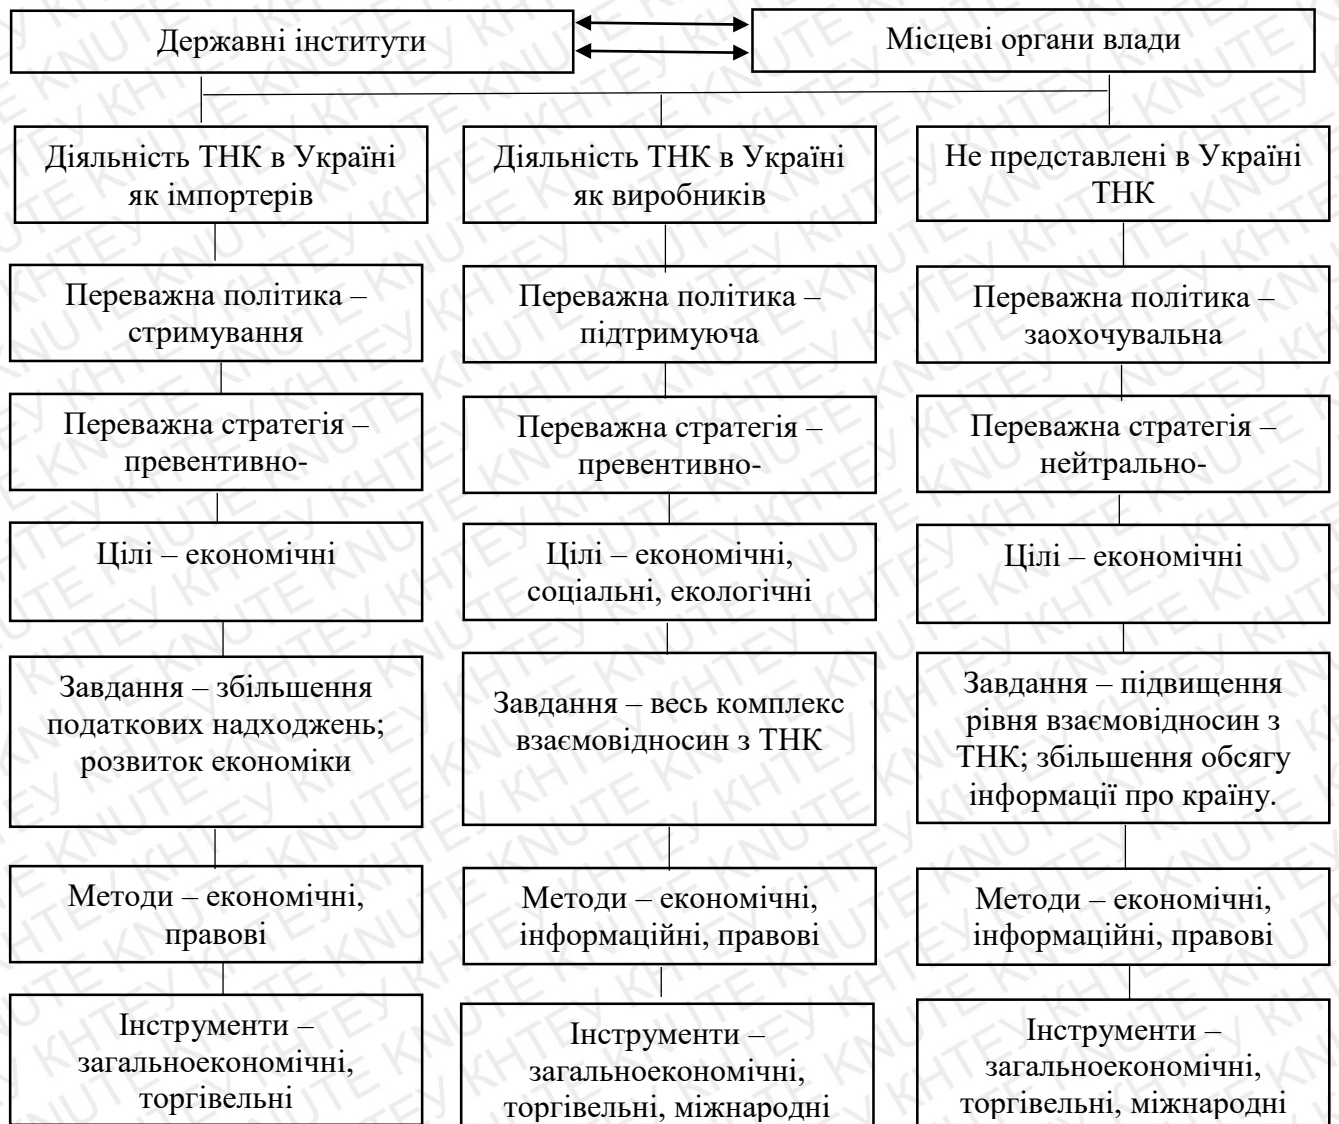 Державні інститути
Місцеві органи влади
Діяльність ТНК в Україні
як імпортерів
Діяльність ТНК в Україні
як виробників
Не представлені в Україні
ТНК
Переважна політика –
стримування
Переважна політика –
підтримуюча
Переважна політика –
заохочувальна
Переважна стратегія –
превентивно-
Переважна стратегія –
превентивно-
Переважна стратегія –
нейтрально-
Цілі – економічні
Цілі – економічні,
соціальні, екологічні
Цілі – економічні
Завдання – збільшення
податкових надходжень;
розвиток економіки
Завдання – весь комплекс
взаємовідносин з ТНК
Завдання – підвищення
рівня взаємовідносин з
ТНК; збільшення обсягу
інформації про країну.
Методи – економічні,
правові
Методи – економічні,
інформаційні, правові
Методи – економічні,
інформаційні, правові
Інструменти –
загальноекономічні,
торгівельні
Інструменти –
загальноекономічні,
торгівельні, міжнародні
Інструменти –
загальноекономічні,
торгівельні, міжнародні